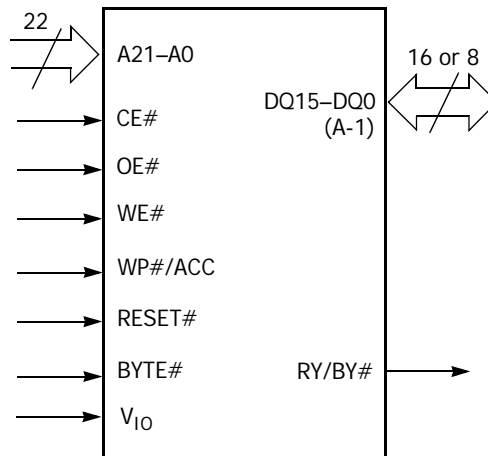 22
A21–A0
16 or 8
DQ15–DQ0
(A-1)
CE#
OE#
WE#
WP#/ACC
RESET#
BYTE#
RY/BY#
VIO